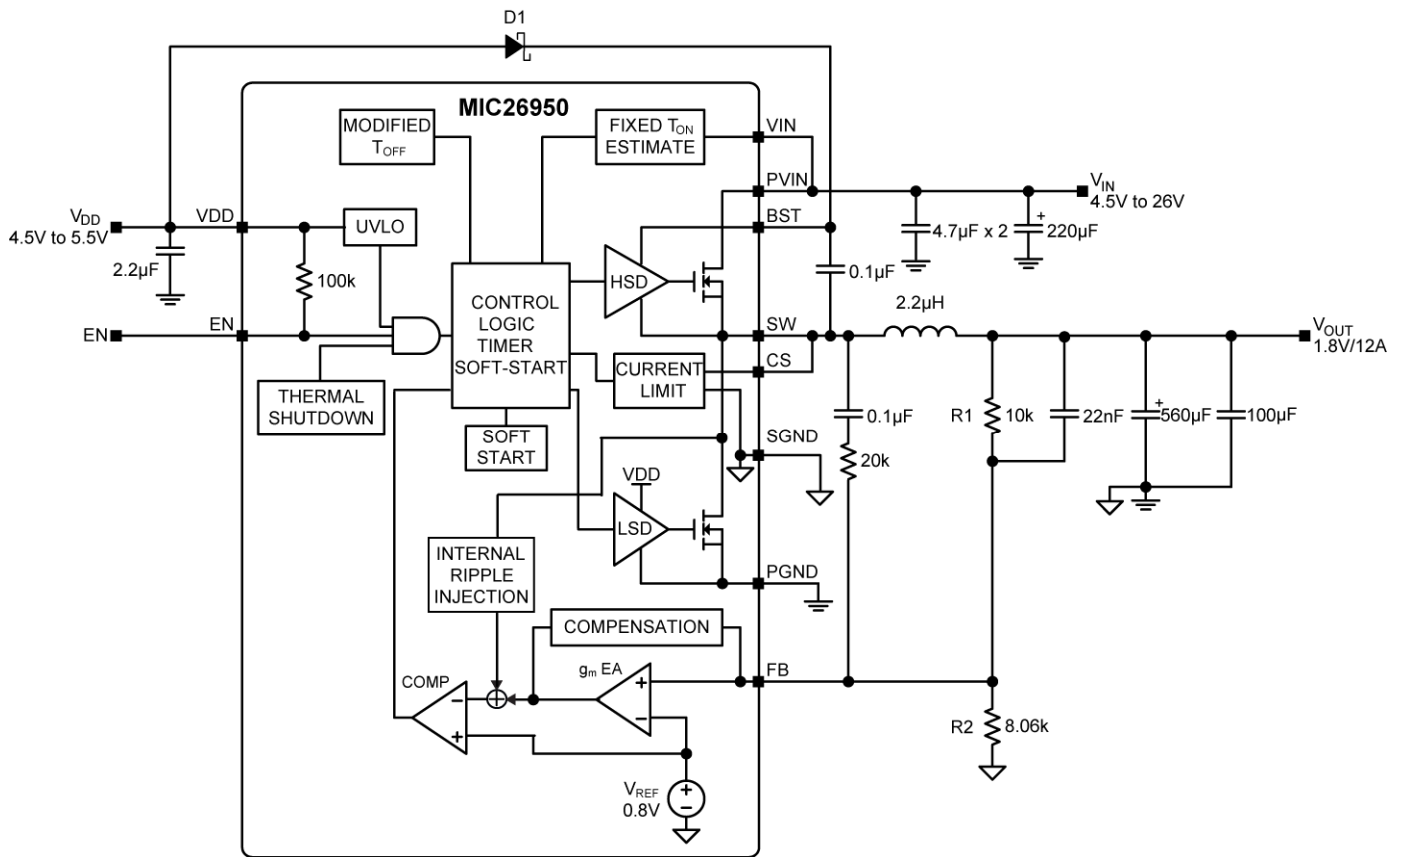 D1
MIC26950
MODIFIED
TOFF
FIXED TON
ESTIMATE
VIN
PVIN
VIN
4.5V to 26V
VDD
4.5V to 5.5V
VDD
UVLO
BST
4.7µF x 2
+
220µF
2.2µF
100k
HSD
0.1µF
CONTROL
LOGIC
TIMER
SOFT-START
2.2µH
EN
EN
SW
VOUT
1.8V/12A
CS
THERMAL
SHUTDOWN
CURRENT
LIMIT
0.1µF
R1
10k
22nF
+
560µF
100µF
SOFT
START
SGND
20k
VDD
LSD
INTERNAL
RIPPLE
INJECTION
PGND
COMPENSATION
gm EA
COMP
+
FB
−
−
+
R2
8.06k
VREF
0.8V
+
−